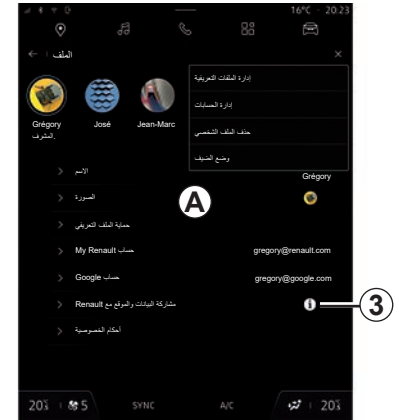 16°C · 20:23
الملف
Grégory
المشرف.
José
Jean-Marc
إدارة الملفات التعريفية
إدارة الحسابات
حذف الملف الشخصي
وضع الضيف
الاسم
Grégory
الصورة
A
حماية الملف التعريفي
حساب My Renault
gregory@renault.com
حساب Google
gregory@google.com
مشاركة البيانات والموقع مع Renault
3
أحكام الخصوصية
5
SYNC
A/C